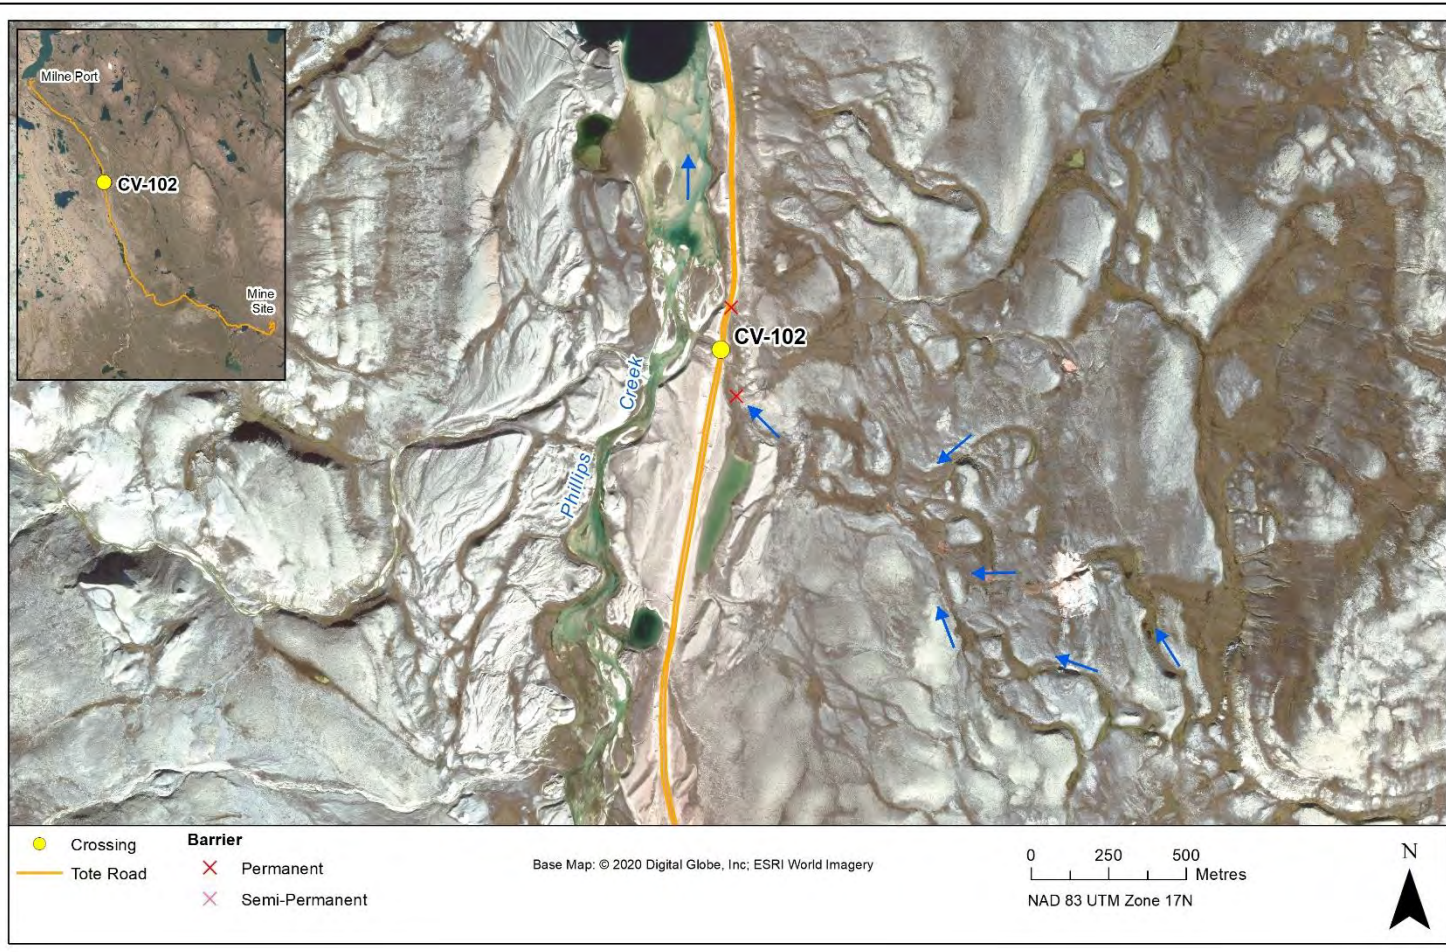 Milne Port
CV-102
Mine
Site
CV-102
Phillips Creek
Crossing
Tote Road
Barrier
Permanent
Semi-Permanent
Base Map: © 2020 Digital Globe, Inc; ESRI World Imagery
0 250 500
Metres
NAD 83 UTM Zone 17N
N